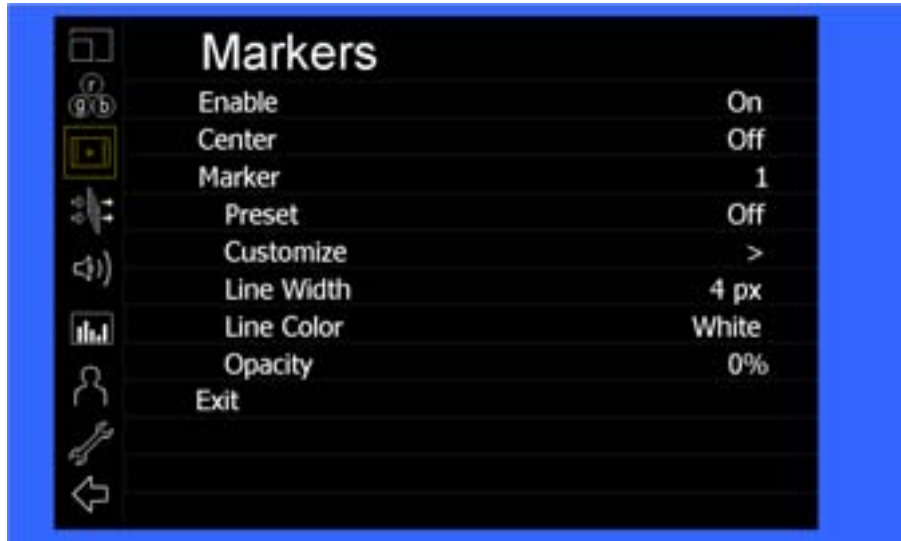 Markers
Enable On
Center Off
Marker 1
Preset Off
Customize >
Line Width 4 px
Line Color White
Opacity 0%
Exit
r
g b